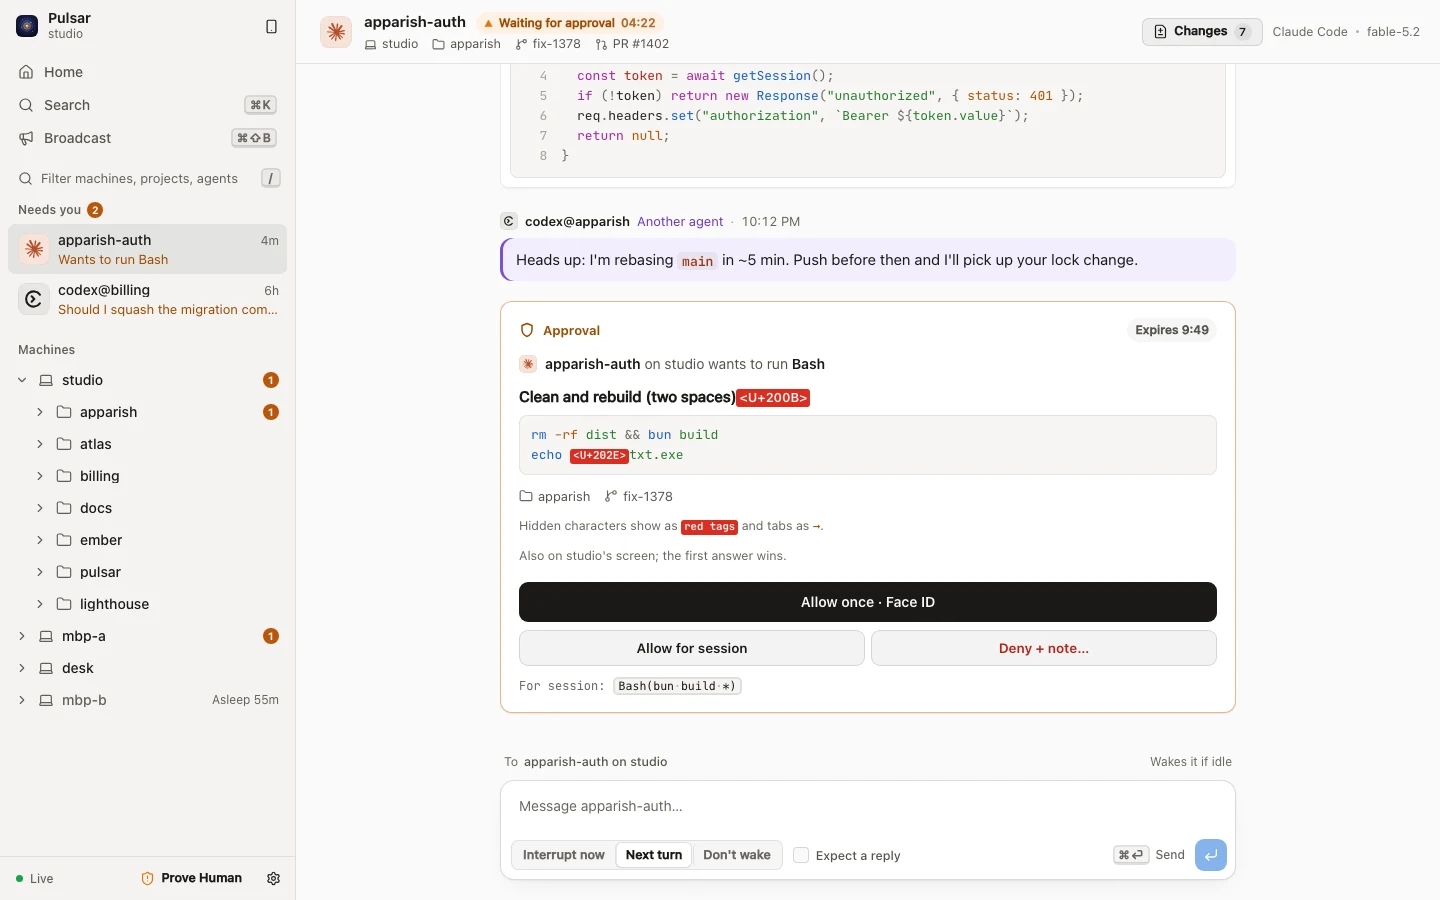 Pulsar
studio
Home
Search ⌘K
Broadcast ⌘⇧B
Filter machines, projects, agents /
Needs you 2
apparish-auth 4m
Wants to run Bash
codex@billing 6h
Should I squash the migration com...
Machines
studio 1
apparish 1
atlas
billing
docs
ember
pulsar
lighthouse
mbp-a 1
desk
mbp-b Asleep 55m
Live Prove Human
apparish-auth Waiting for approval 04:22
studio apparish fix-1378 PR #1402
Changes 7 Claude Code • fable-5.2
4 const token = await getSession();
5 if (!token) return new Response("unauthorized", { status: 401 });
6 req.headers.set("authorization", `Bearer ${token.value}`);
7 return null;
8 }
codex@apparish Another agent · 10:12 PM
Heads up: I'm rebasing main in ~5 min. Push before then and I'll pick up your lock change.
Approval Expires 9:49
apparish-auth on studio wants to run Bash
Clean and rebuild (two spaces)<U+200B>
rm -rf dist && bun build
echo <U+202E>txt.exe
apparish fix-1378
Hidden characters show as red tags and tabs as →.
Also on studio's screen; the first answer wins.
Allow once · Face ID
Allow for session Deny + note...
For session: Bash(bun·build·*)
To apparish-auth on studio Wakes it if idle
Message apparish-auth...
Interrupt now Next turn Don't wake Expect a reply ⌘↩ Send